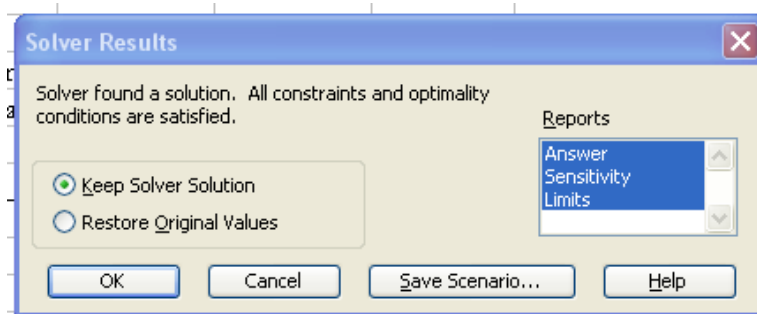 Solver Results
Solver found a solution. All constraints and optimality
conditions are satisfied.
Reports
Answer
Sensitivity
Limits
Keep Solver Solution
Restore Original Values
OK Cancel Save Scenario... Help